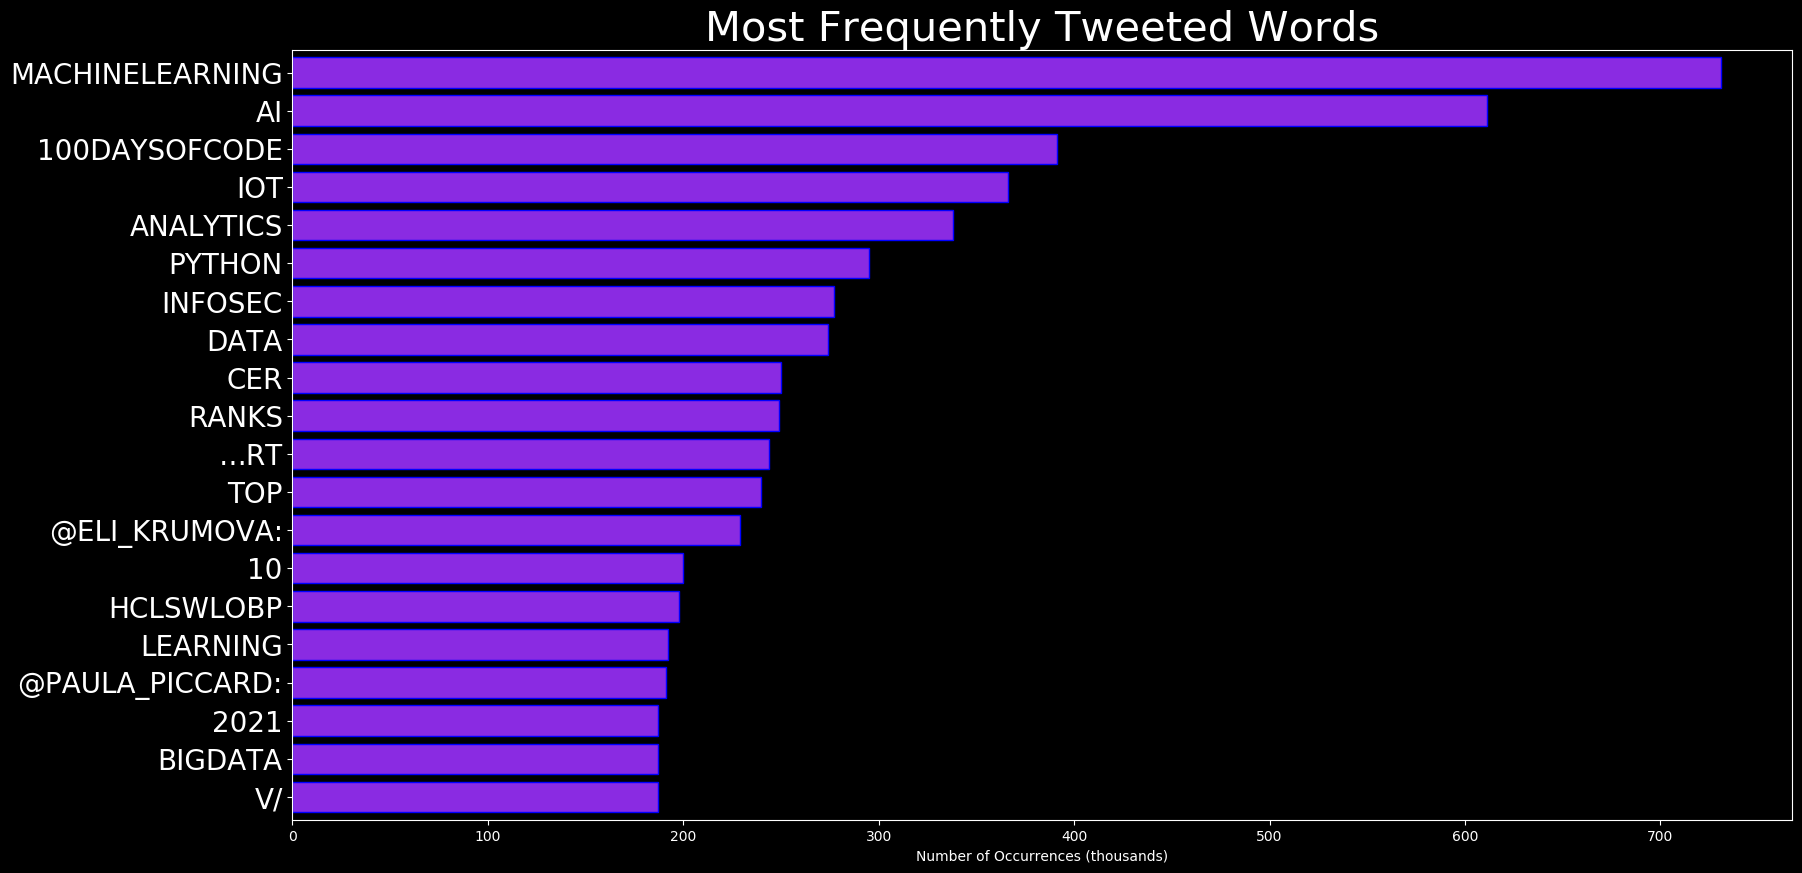 Most Frequently Tweeted Words
MACHINELEARNING
AI
100DAYSOFCODE
IOT
ANALYTICS
PYTHON
INFOSEC
DATA
CER
RANKS
…RT
TOP
@ELI_KRUMOVA:
10
HCLSWLOBP
LEARNING
@PAULA_PICCARD:
2021
BIGDATA
V/
0 100 200 300 400 500 600 700
Number of Occurrences (thousands)